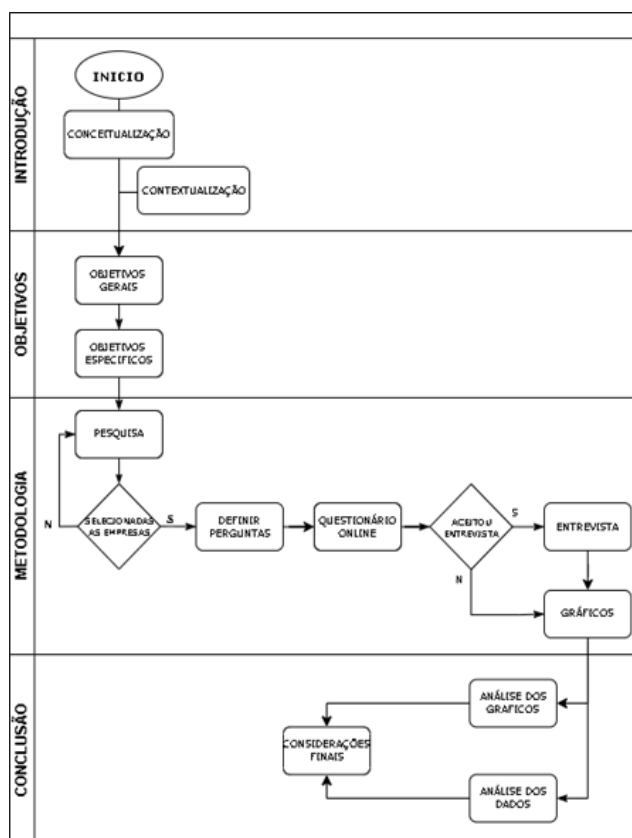 INTRODUÇÃO
INICIO
CONCEITUALIZAÇÃO
CONTEXTUALIZAÇÃO
OBJETIVOS
OBJETIVOS
GERAIS
OBJETIVOS
ESPECIFICOS
METODOLOGIA
PESQUISA
N
SELECIONADAS
AS EMPRESAS
S
DEFINIR
PERGUNTAS
QUESTIONÁRIO
ONLINE
ACEITOU
ENTREVISTA
S
ENTREVISTA
N
GRÁFICOS
CONCLUSÃO
ANÁLISE DOS
GRAFICOS
CONSIDERAÇÕES
FINAIS
ANÁLISE DOS
DADOS